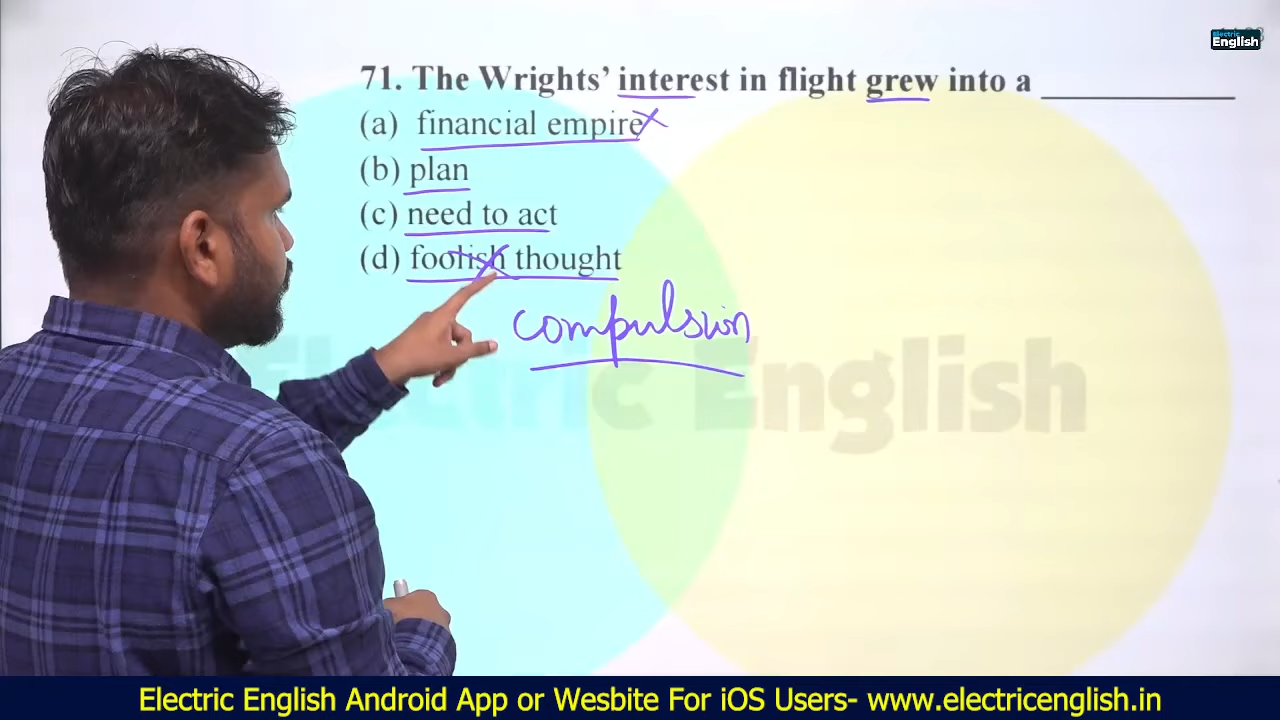 Electric
English
71. The Wrights’ interest in flight grew into a ____________
(a) financial empire
(b) plan
(c) need to act
(d) foolish thought
compulsion
Electric English
Electric English Android App or Wesbite For iOS Users- www.electricenglish.in